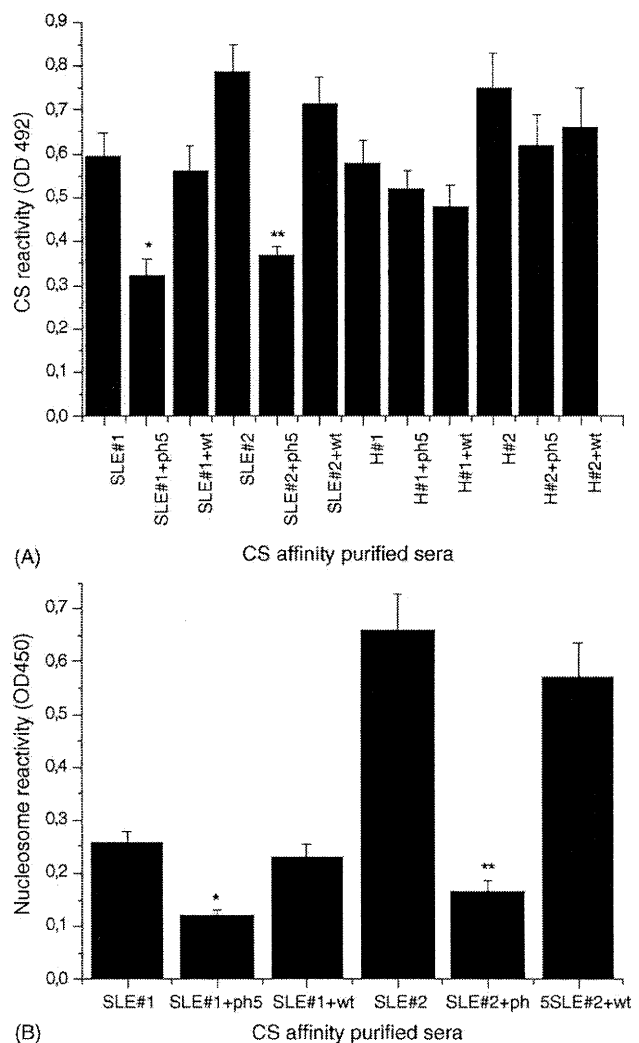 0,9
0,8
0,7
0,6
0,5
0,4
0,3
0,2
0,1
0,0
CS reactivity (OD 492)
*
**
SLE#1
SLE#1+ph5
SLE#1+wt
SLE#2
SLE#2+ph5
SLE#2+wt
H#1
H#1+ph5
H#1+wt
H#2
H#2+ph5
H#2+wt
(A)
CS affinity purified sera
0,7
0,6
0,5
0,4
0,3
0,2
0,1
0,0
Nucleosome reactivity (OD450)
*
**
SLE#1 SLE#1+ph5 SLE#1+wt SLE#2 SLE#2+ph 5SLE#2+wt
(B)
CS affinity purified sera